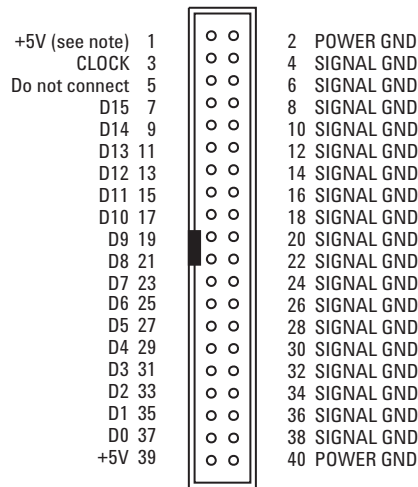 +5V (see note) 1 2 POWER GND
CLOCK 3 4 SIGNAL GND
Do not connect 5 6 SIGNAL GND
D15 7 8 SIGNAL GND
D14 9 10 SIGNAL GND
D13 11 12 SIGNAL GND
D12 13 14 SIGNAL GND
D11 15 16 SIGNAL GND
D10 17 18 SIGNAL GND
D9 19 20 SIGNAL GND
D8 21 22 SIGNAL GND
D7 23 24 SIGNAL GND
D6 25 26 SIGNAL GND
D5 27 28 SIGNAL GND
D4 29 30 SIGNAL GND
D3 31 32 SIGNAL GND
D2 33 34 SIGNAL GND
D1 35 36 SIGNAL GND
D0 37 38 SIGNAL GND
+5V 39 40 POWER GND